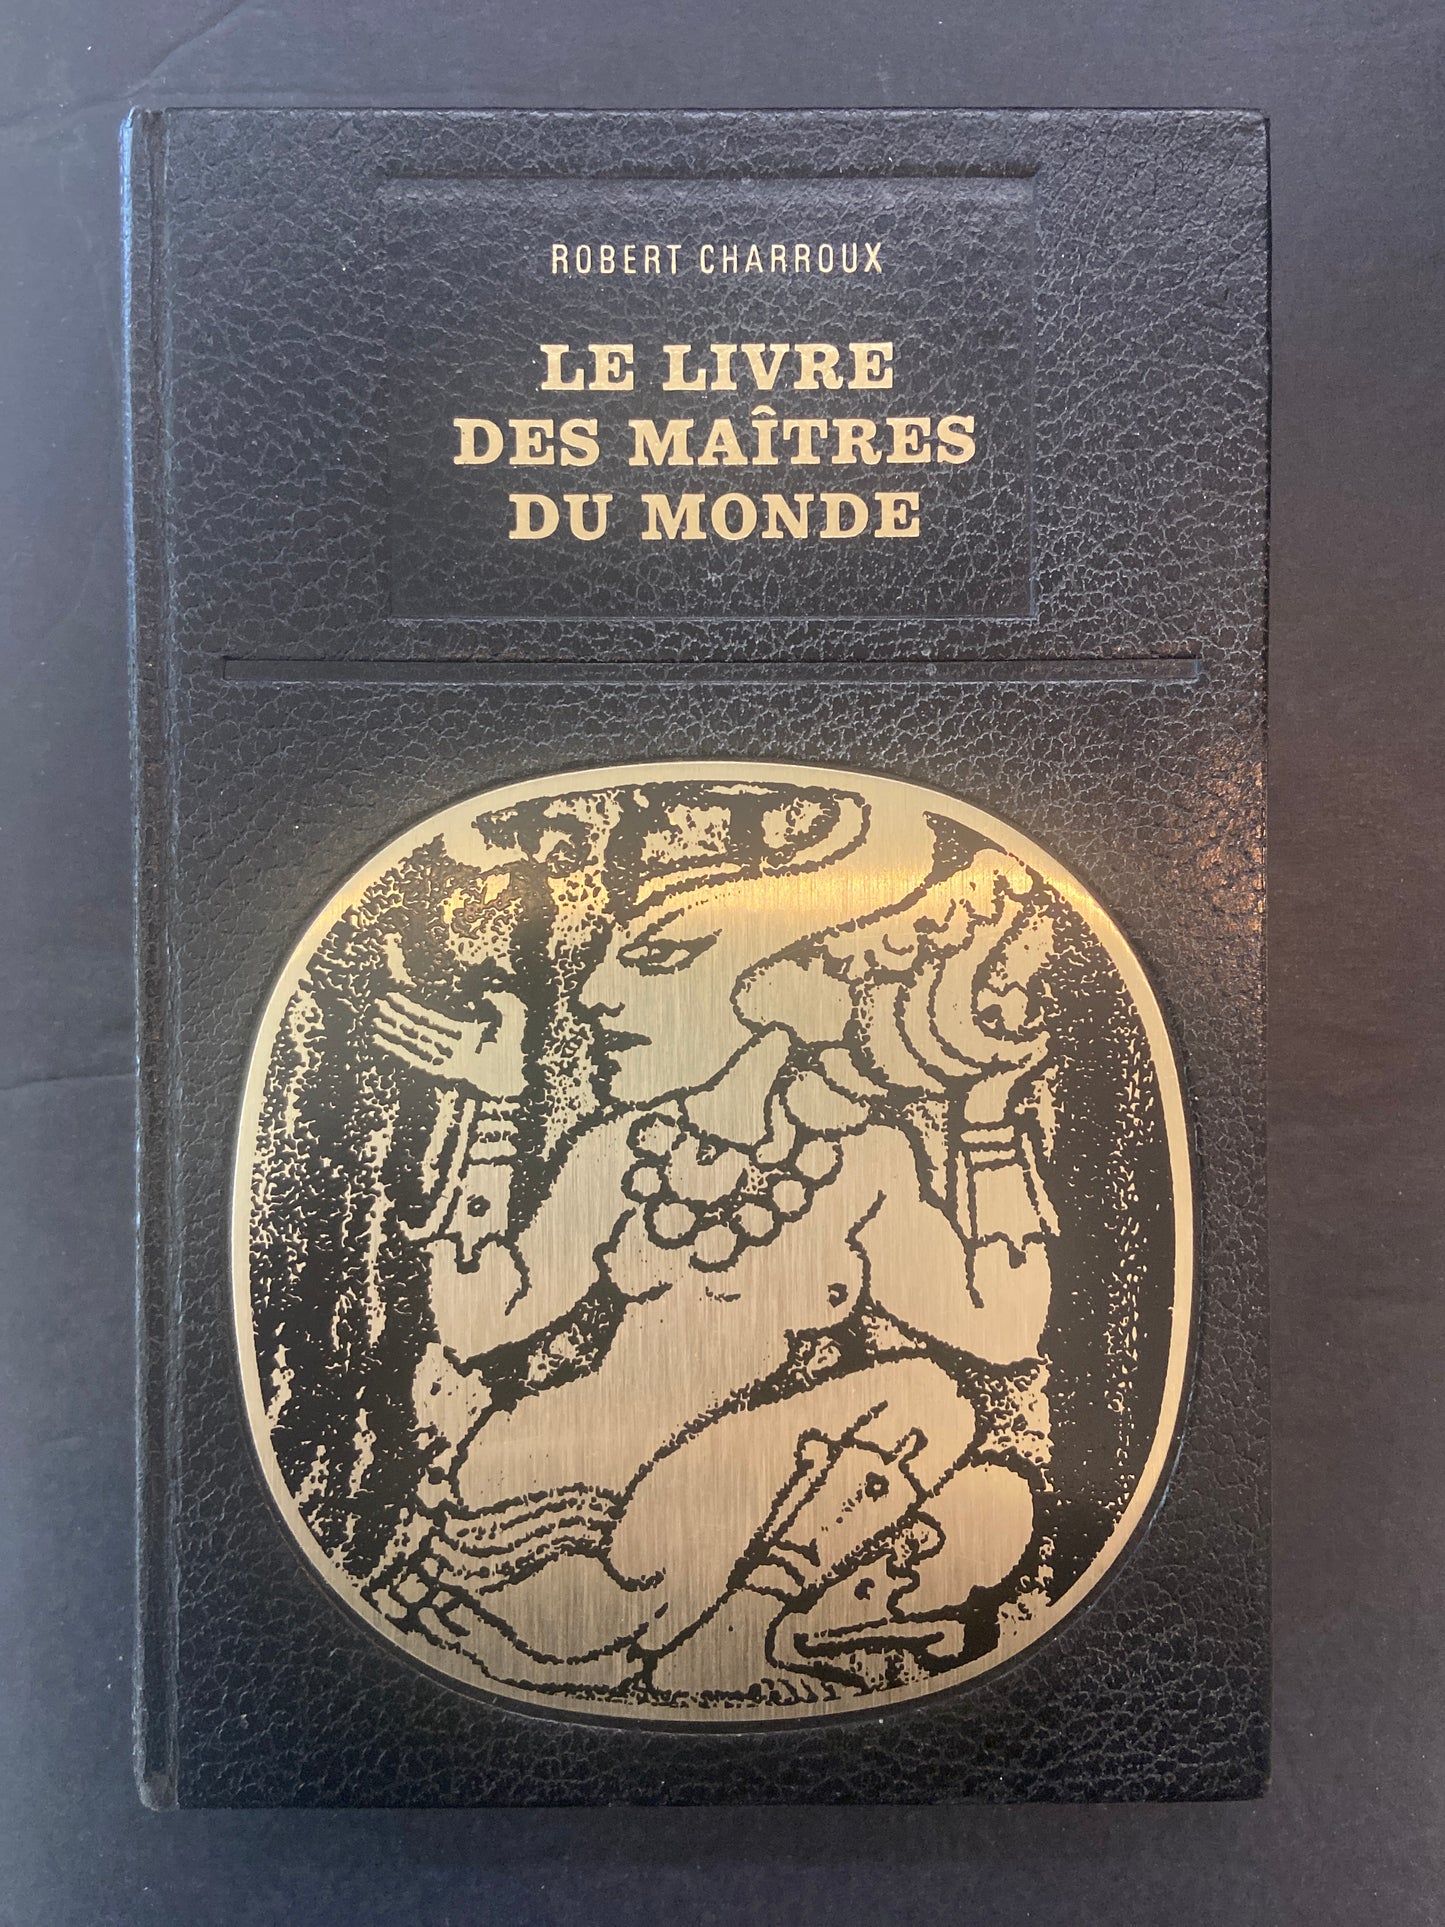 ROBERT CHARROUX
LE LIVRE
DES MAÎTRES
DU MONDE